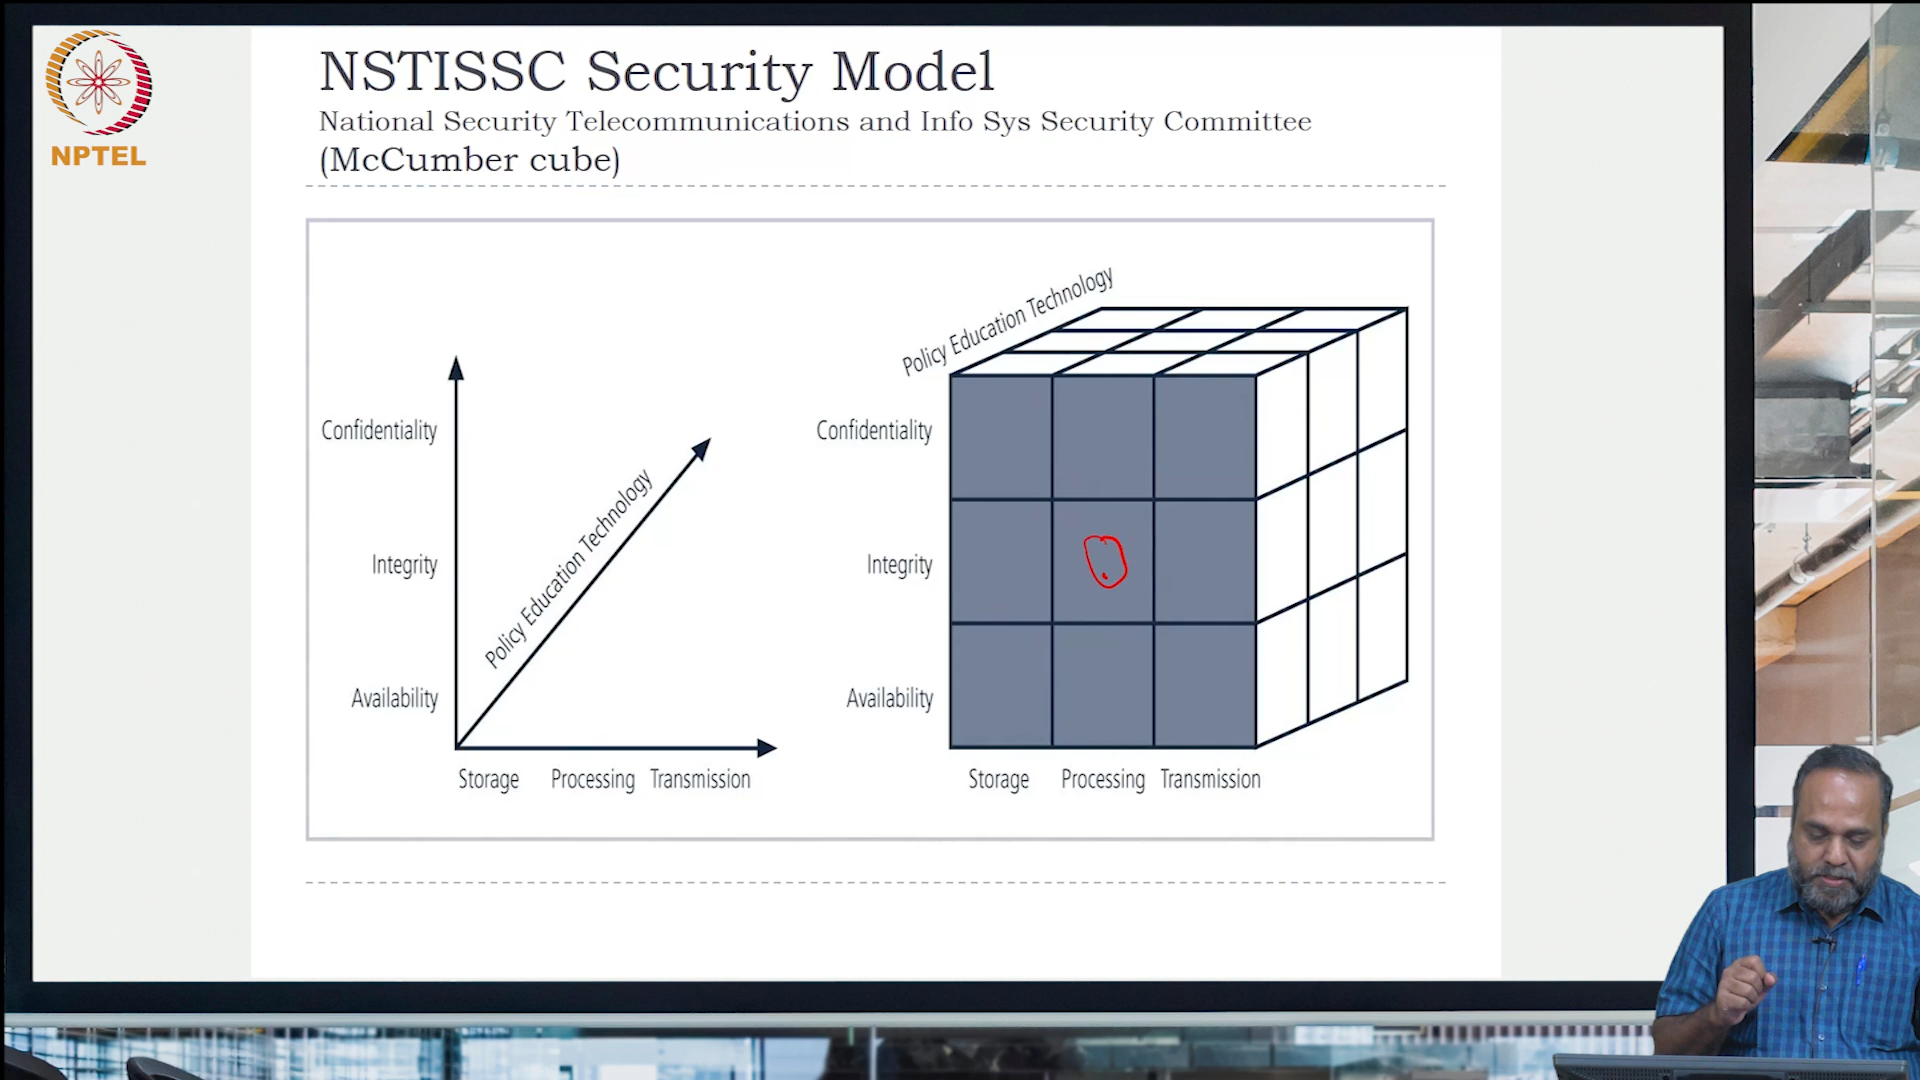 NPTEL
NSTISSC Security Model
National Security Telecommunications and Info Sys Security Committee
(McCumber cube)
Confidentiality
Integrity
Availability
Policy Education Technology
Storage Processing Transmission
Policy Education Technology
Confidentiality
Integrity
Availability
Storage Processing Transmission